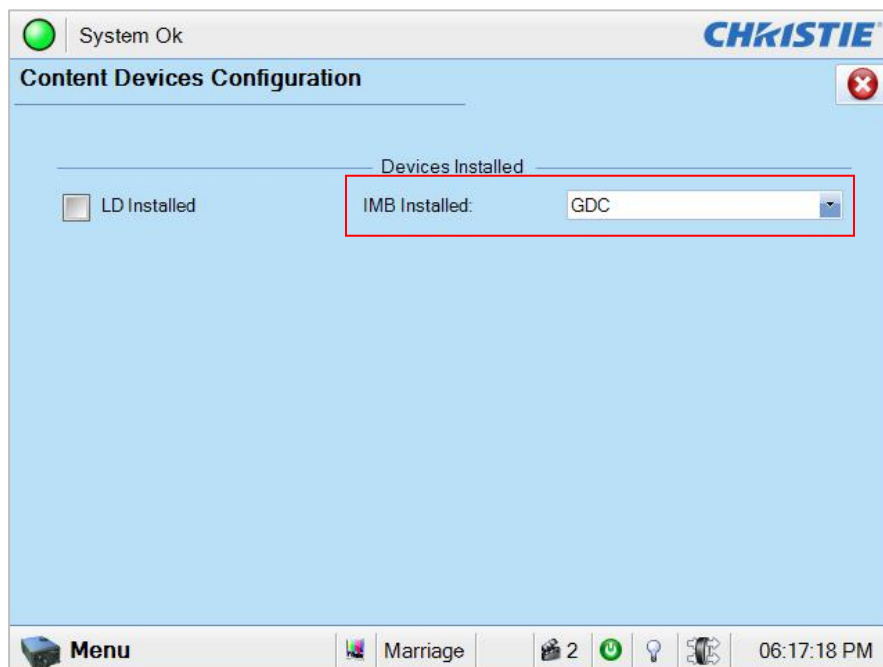 System Ok
CHRISTIE
Content Devices Configuration
Devices Installed
LD Installed
IMB Installed:
GDC
Menu
Marriage
2
06:17:18 PM